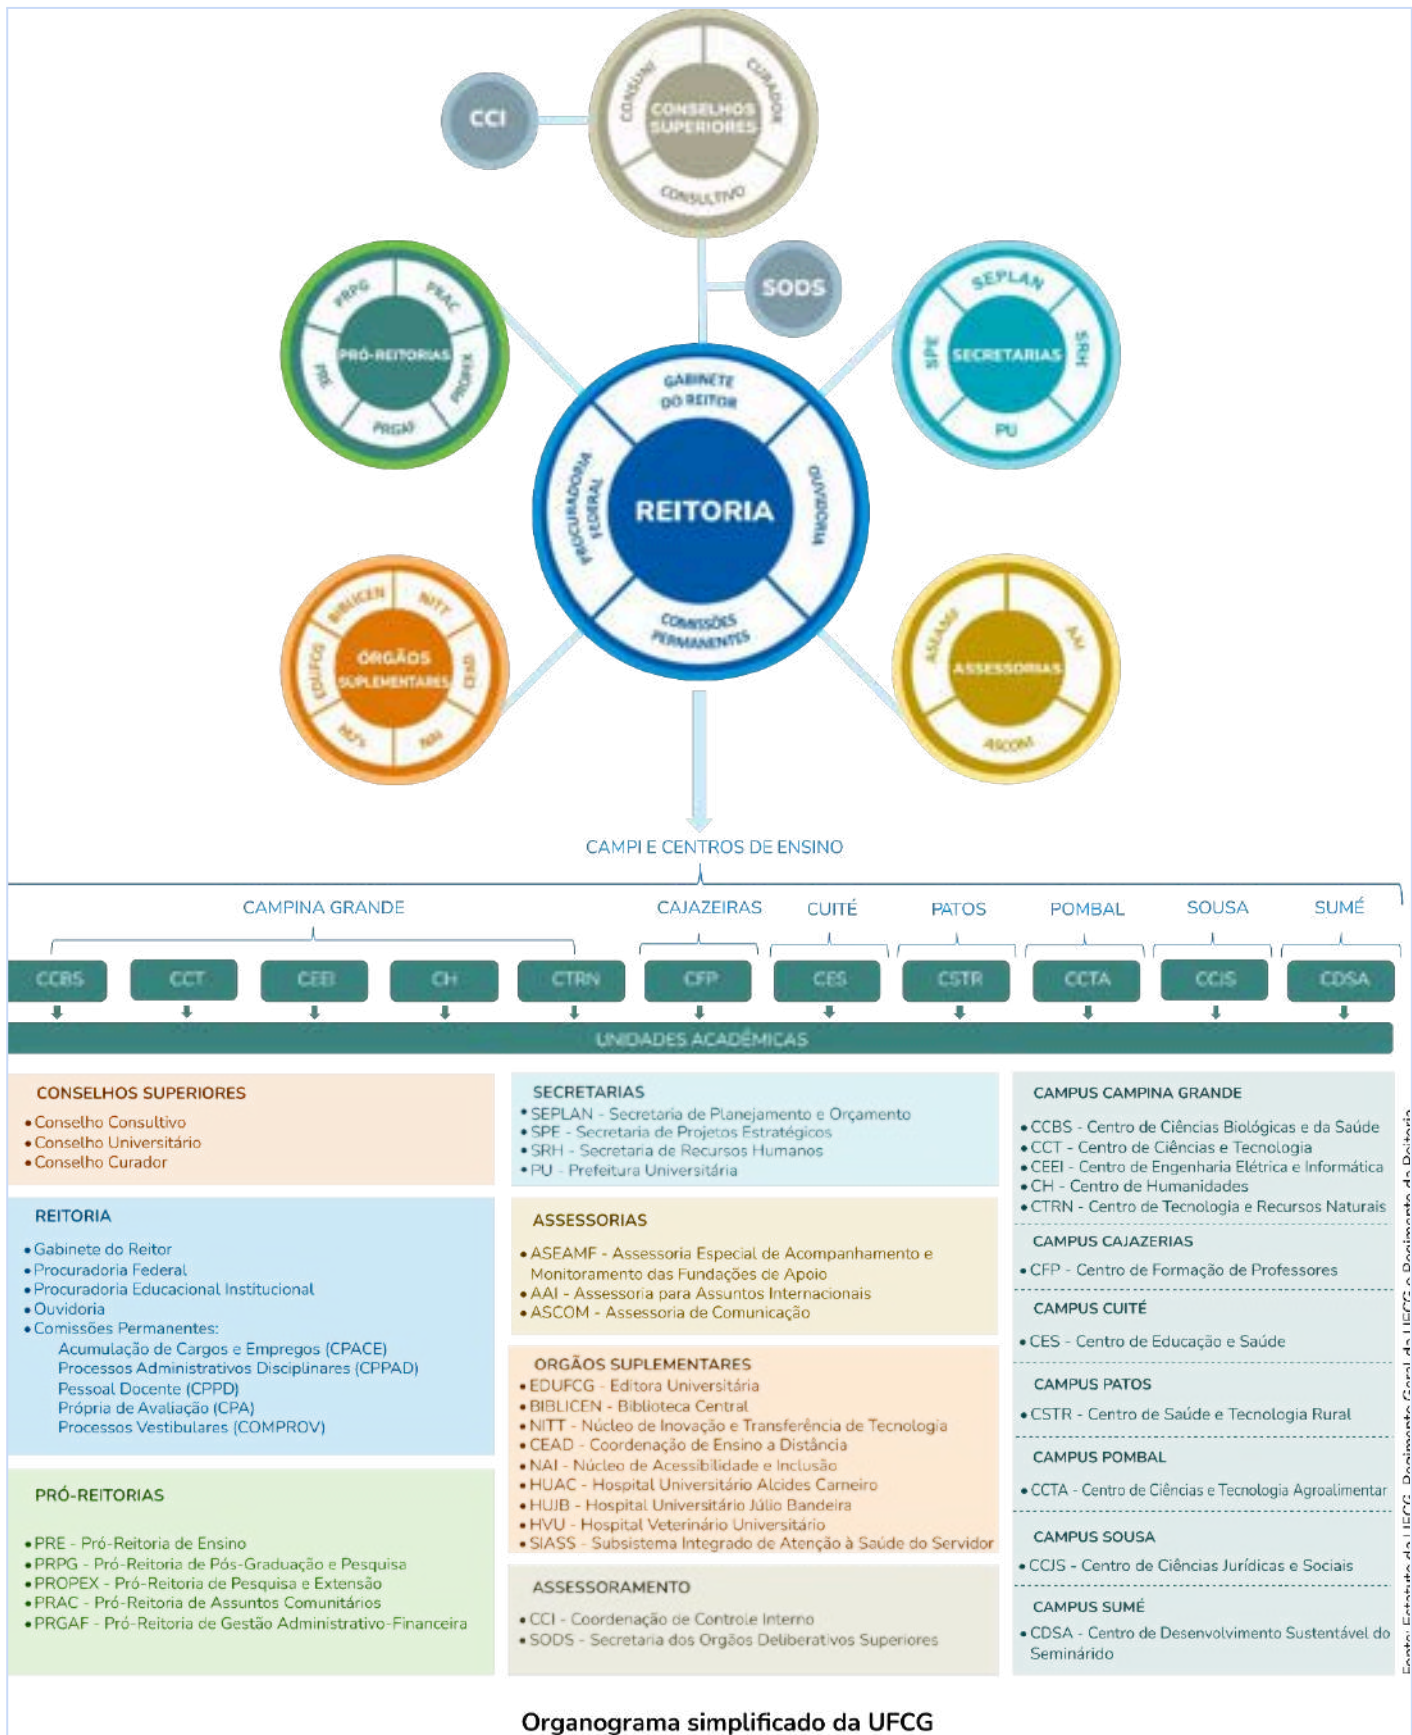 CCI
CONSUNI
CURADOR
CONSELHOS
SUPERIORES
CONSULTIVO
SODS
PRPG
PRAC
PRÓ-REITORIAS
PRE
PROPEX
PRGAF
SEPLAN
SPE
SECRETARIAS
SRH
PU
GABINETE
DO REITOR
PROCURADORIA
FEDERAL
REITORIA
OUVIDORIA
COMISSÕES
PERMANENTES
BIBLICEN
NITT
EDUFCG
ÓRGÃOS
SUPLEMENTARES
CEAD
HU's
NAI
ASEAMF
AAI
ASSESSORIAS
ASCOM
CAMPI E CENTROS DE ENSINO
CAMPINA GRANDE CAJAZEIRAS CUITÉ PATOS POMBAL SOUSA SUMÉ
CCBS CCT CEEI CH CTRN CFP CES CSTR CCTA CCJS CDSA
UNIDADES ACADÊMICAS
CONSELHOS SUPERIORES
• Conselho Consultivo
• Conselho Universitário
• Conselho Curador
REITORIA
• Gabinete do Reitor
• Procuradoria Federal
• Procuradoria Educacional Institucional
• Ouvidoria
• Comissões Permanentes:
Acumulação de Cargos e Empregos (CPACE)
Processos Administrativos Disciplinares (CPPAD)
Pessoal Docente (CPPD)
Própria de Avaliação (CPA)
Processos Vestibulares (COMPROV)
PRÓ-REITORIAS
• PRE - Pró-Reitoria de Ensino
• PRPG - Pró-Reitoria de Pós-Graduação e Pesquisa
• PROPEX - Pró-Reitoria de Pesquisa e Extensão
• PRAC - Pró-Reitoria de Assuntos Comunitários
• PRGAF - Pró-Reitoria de Gestão Administrativo-Financeira
SECRETARIAS
• SEPLAN - Secretaria de Planejamento e Orçamento
• SPE - Secretaria de Projetos Estratégicos
• SRH - Secretaria de Recursos Humanos
• PU - Prefeitura Universitária
ASSESSORIAS
• ASEAMF - Assessoria Especial de Acompanhamento e
Monitoramento das Fundações de Apoio
• AAI - Assessoria para Assuntos Internacionais
• ASCOM - Assessoria de Comunicação
ORGÃOS SUPLEMENTARES
• EDUFCG - Editora Universitária
• BIBLICEN - Biblioteca Central
• NITT - Núcleo de Inovação e Transferência de Tecnologia
• CEAD - Coordenação de Ensino a Distância
• NAI - Núcleo de Acessibilidade e Inclusão
• HUAC - Hospital Universitário Alcides Carneiro
• HUJB - Hospital Universitário Júlio Bandeira
• HVU - Hospital Veterinário Universitário
• SIASS - Subsistema Integrado de Atenção à Saúde do Servidor
ASSESSORAMENTO
• CCI - Coordenação de Controle Interno
• SODS - Secretaria dos Orgãos Deliberativos Superiores
CAMPUS CAMPINA GRANDE
• CCBS - Centro de Ciências Biológicas e da Saúde
• CCT - Centro de Ciências e Tecnologia
• CEEI - Centro de Engenharia Elétrica e Informática
• CH - Centro de Humanidades
• CTRN - Centro de Tecnologia e Recursos Naturais
CAMPUS CAJAZERIAS
• CFP - Centro de Formação de Professores
CAMPUS CUITÉ
• CES - Centro de Educação e Saúde
CAMPUS PATOS
• CSTR - Centro de Saúde e Tecnologia Rural
CAMPUS POMBAL
• CCTA - Centro de Ciências e Tecnologia Agroalimentar
CAMPUS SOUSA
• CCJS - Centro de Ciências Jurídicas e Sociais
CAMPUS SUMÉ
• CDSA - Centro de Desenvolvimento Sustentável do
Seminárido
Fonte: Estatuto da UFCG, Regimento Geral da UFCG e Regimento da Reitoria
Organograma simplificado da UFCG